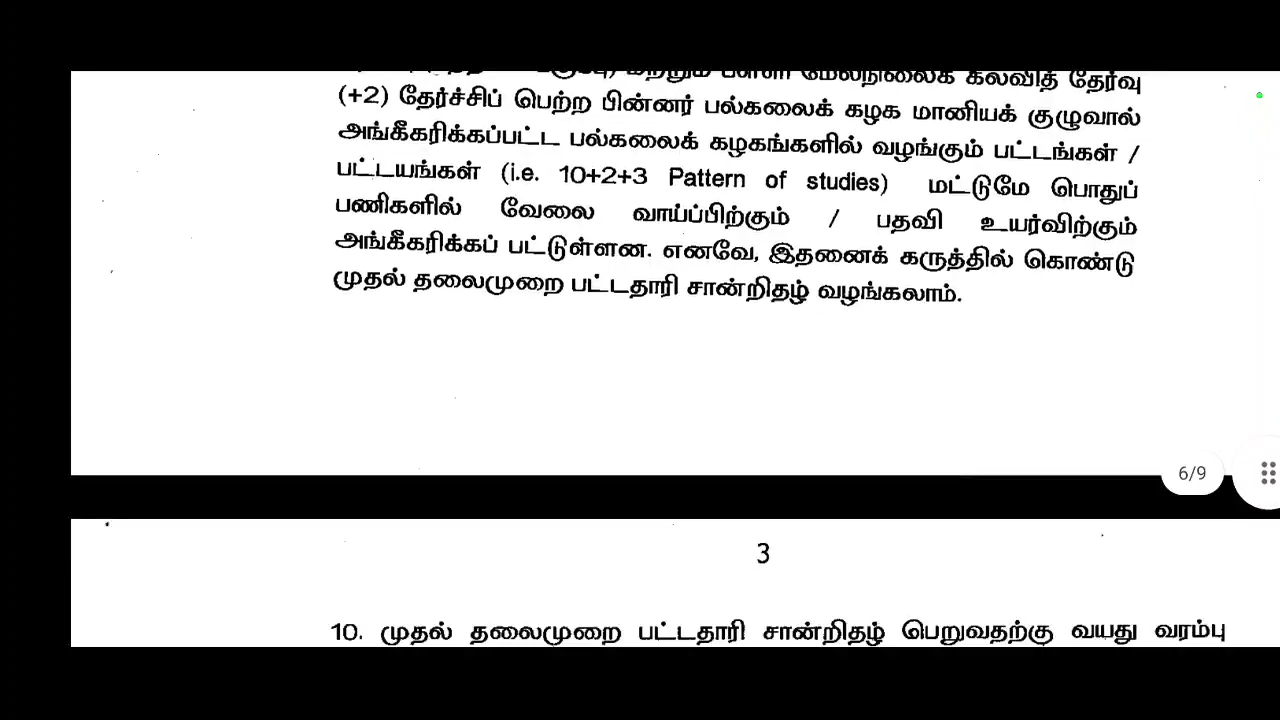 மற்றும் பள்ளி மேல்நிலைக் கல்வித் தேர்வு
(+2) தேர்ச்சிப் பெற்ற பின்னர் பல்கலைக் கழக மானியக் குழுவால்
அங்கீகரிக்கப்பட்ட பல்கலைக் கழகங்களில் வழங்கும் பட்டங்கள் /
பட்டயங்கள் (i.e. 10+2+3 Pattern of studies) மட்டுமே பொதுப்
பணிகளில் வேலை வாய்ப்பிற்கும் / பதவி உயர்விற்கும்
அங்கீகரிக்கப் பட்டுள்ளன. எனவே, இதனைக் கருத்தில் கொண்டு
முதல் தலைமுறை பட்டதாரி சான்றிதழ் வழங்கலாம்.
6/9
3
10. முதல் தலைமுறை பட்டதாரி சான்றிதழ் பெறுவதற்கு வயது வரம்பு